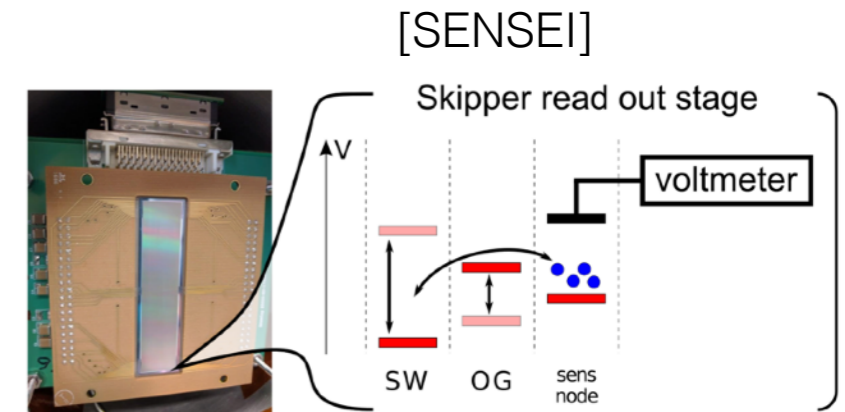 [SENSEI]
Skipper read out stage
V
voltmeter
SW
OG
sens
node